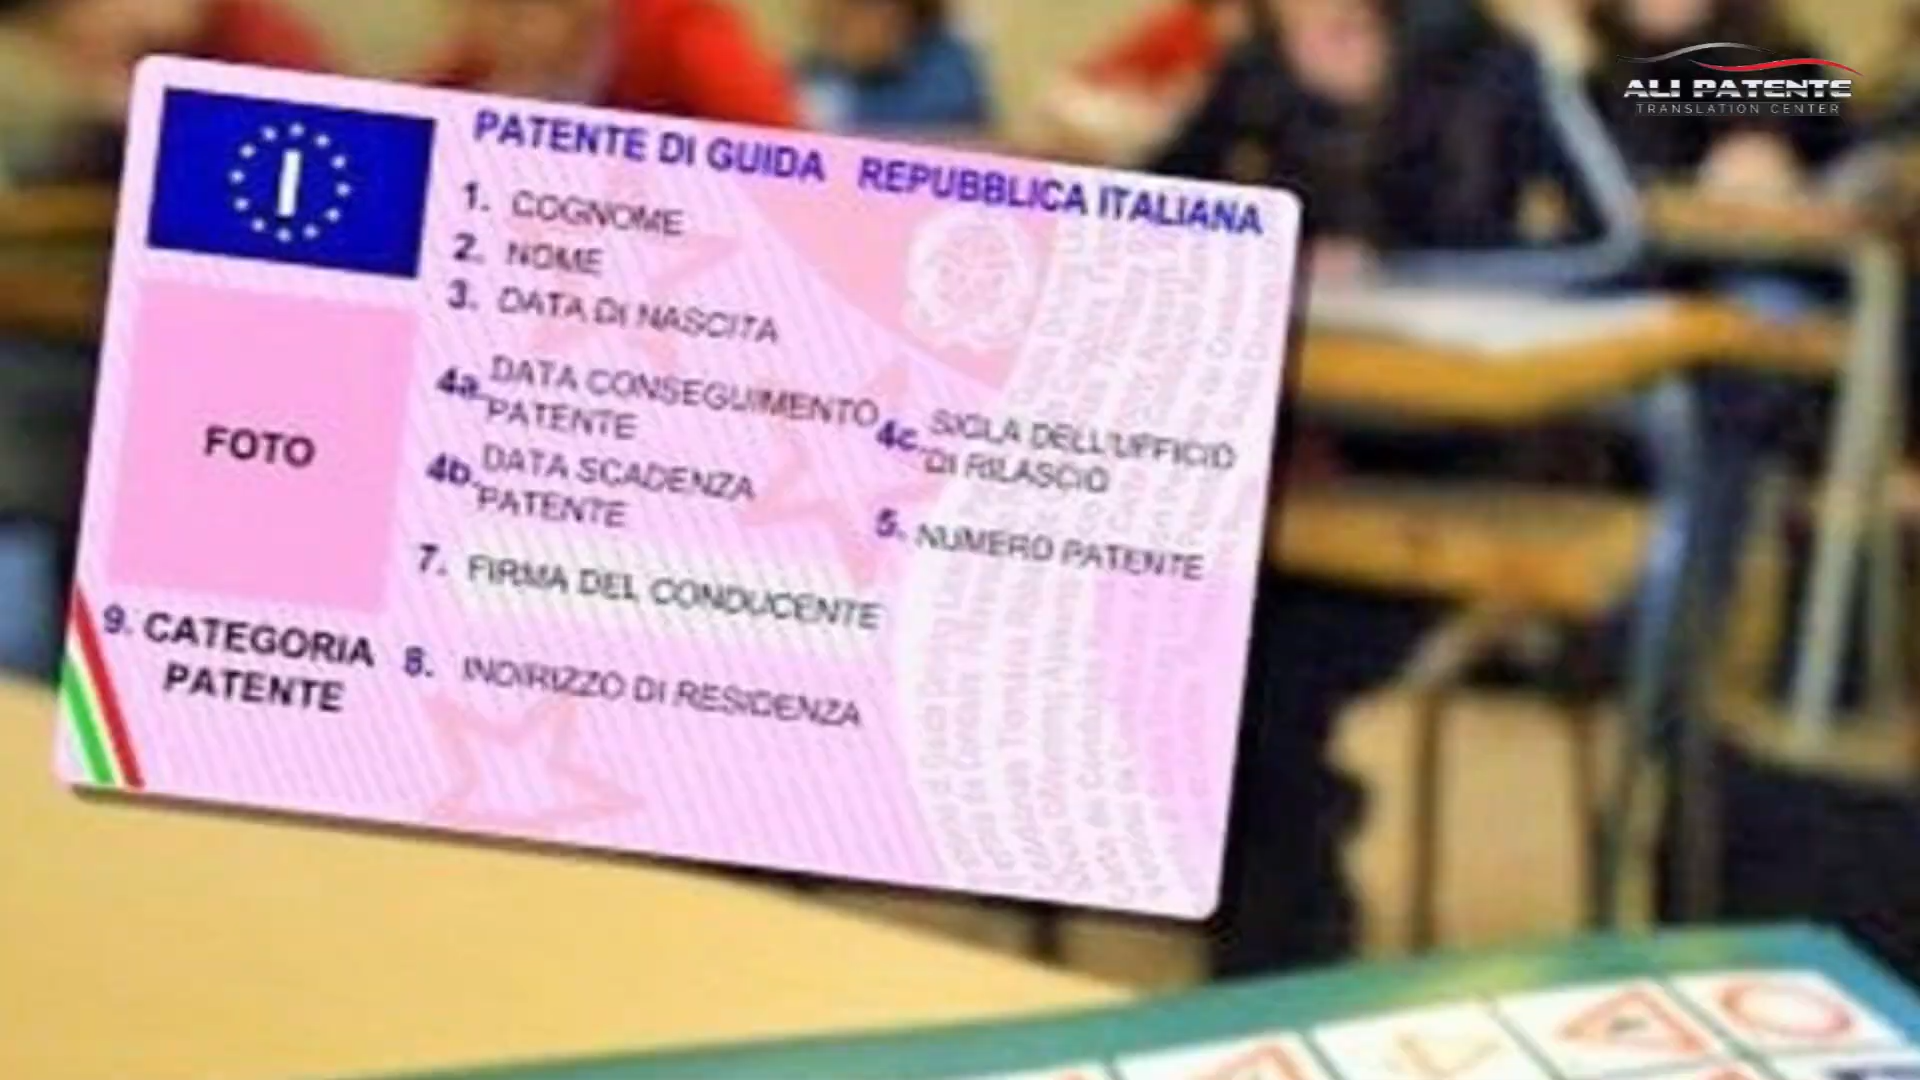 ALI PATENTE
TRANSLATION CENTER
I
PATENTE DI GUIDA REPUBBLICA ITALIANA
1. COGNOME
2. NOME
3. DATA DI NASCITA
4a. DATA CONSEGUIMENTO
PATENTE
4c. SIGLA DELL'UFFICIO
DI RILASCIO
4b. DATA SCADENZA
PATENTE
5. NUMERO PATENTE
FOTO
7. FIRMA DEL CONDUCENTE
9. CATEGORIA
PATENTE
8. INDIRIZZO DI RESIDENZA